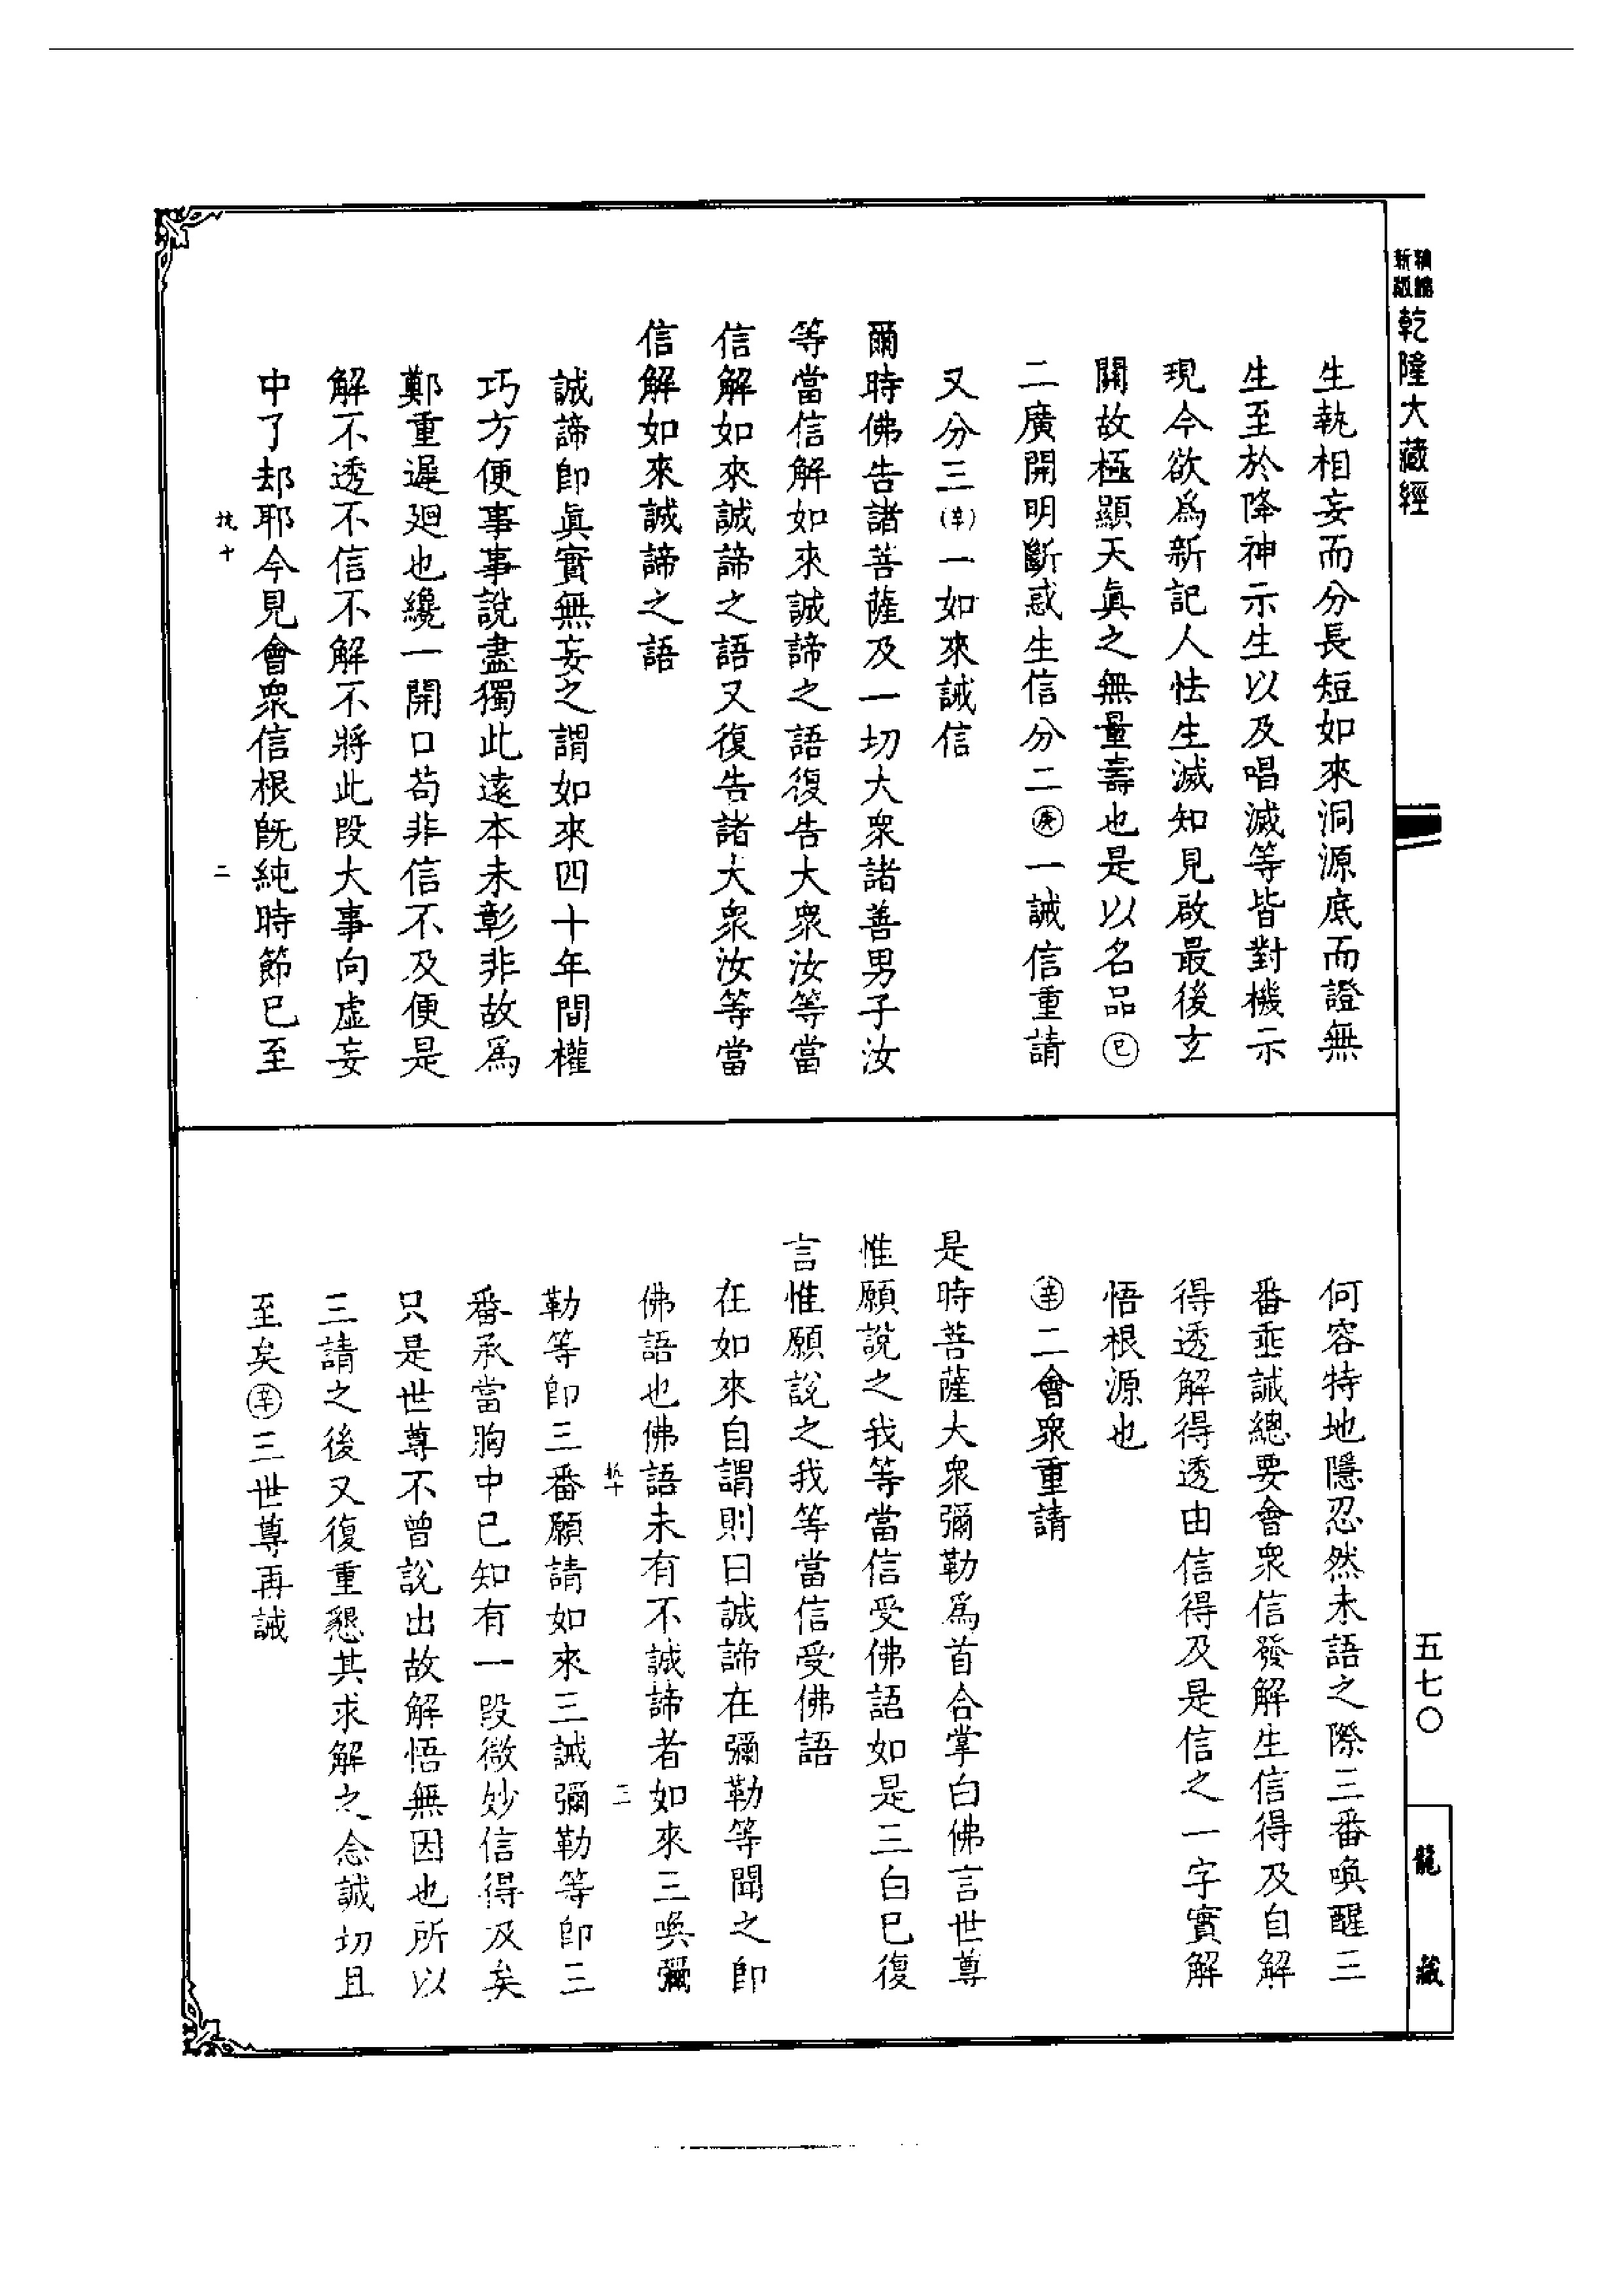 新版 精縮 乾隆大藏經
五七〇
龍藏
生執相妄而分長短如來洞源底而證無
生至於降神示生以及唱滅等皆對機示
現今欲爲新記人怯生滅知見啟最後玄
關故極顯天眞之無量壽也是以名品㊁
二廣開明斷惑生信分二(庚)一誡信重請
又分三(辛)一如來誡信
爾時佛告諸菩薩及一切大衆諸善男子汝
等當信解如來誠諦之語復告大衆汝等當
信解如來誠諦之語又復告諸大衆汝等當
信解如來誠諦之語
誠諦卽眞實無妄之謂如來四十年間權
巧方便事事說盡獨此遠本未彰非故爲
鄭重遲廻也纔一開口苟非信不及便是
解不透不信不解不將此段大事向虛妄
中了却耶今見會衆信根旣純時節已至
十
二
何容特地隱忍然未語之際三番喚醒三
番垂誡總要會衆信發解生信得及自解
得透解得透由信得及是信之一字實解
悟根源也
(辛)二會衆重請
是時菩薩大衆彌勒爲首合掌白佛言世尊
惟願說之我等當信受佛語如是三白已復
言惟願說之我等當信受佛語
在如來自謂則曰誠諦在彌勒等聞之卽
佛語也佛語未有不誠諦者如來三喚彌
十
三
勒等卽三番願請如來三誡彌勒等卽三
番承當胸中已知有一段微妙信得及矣
只是世尊不曾說出故解悟無因也所以
三請之後又復重懇其求解之念誠切且
至矣(辛)三世尊再誡